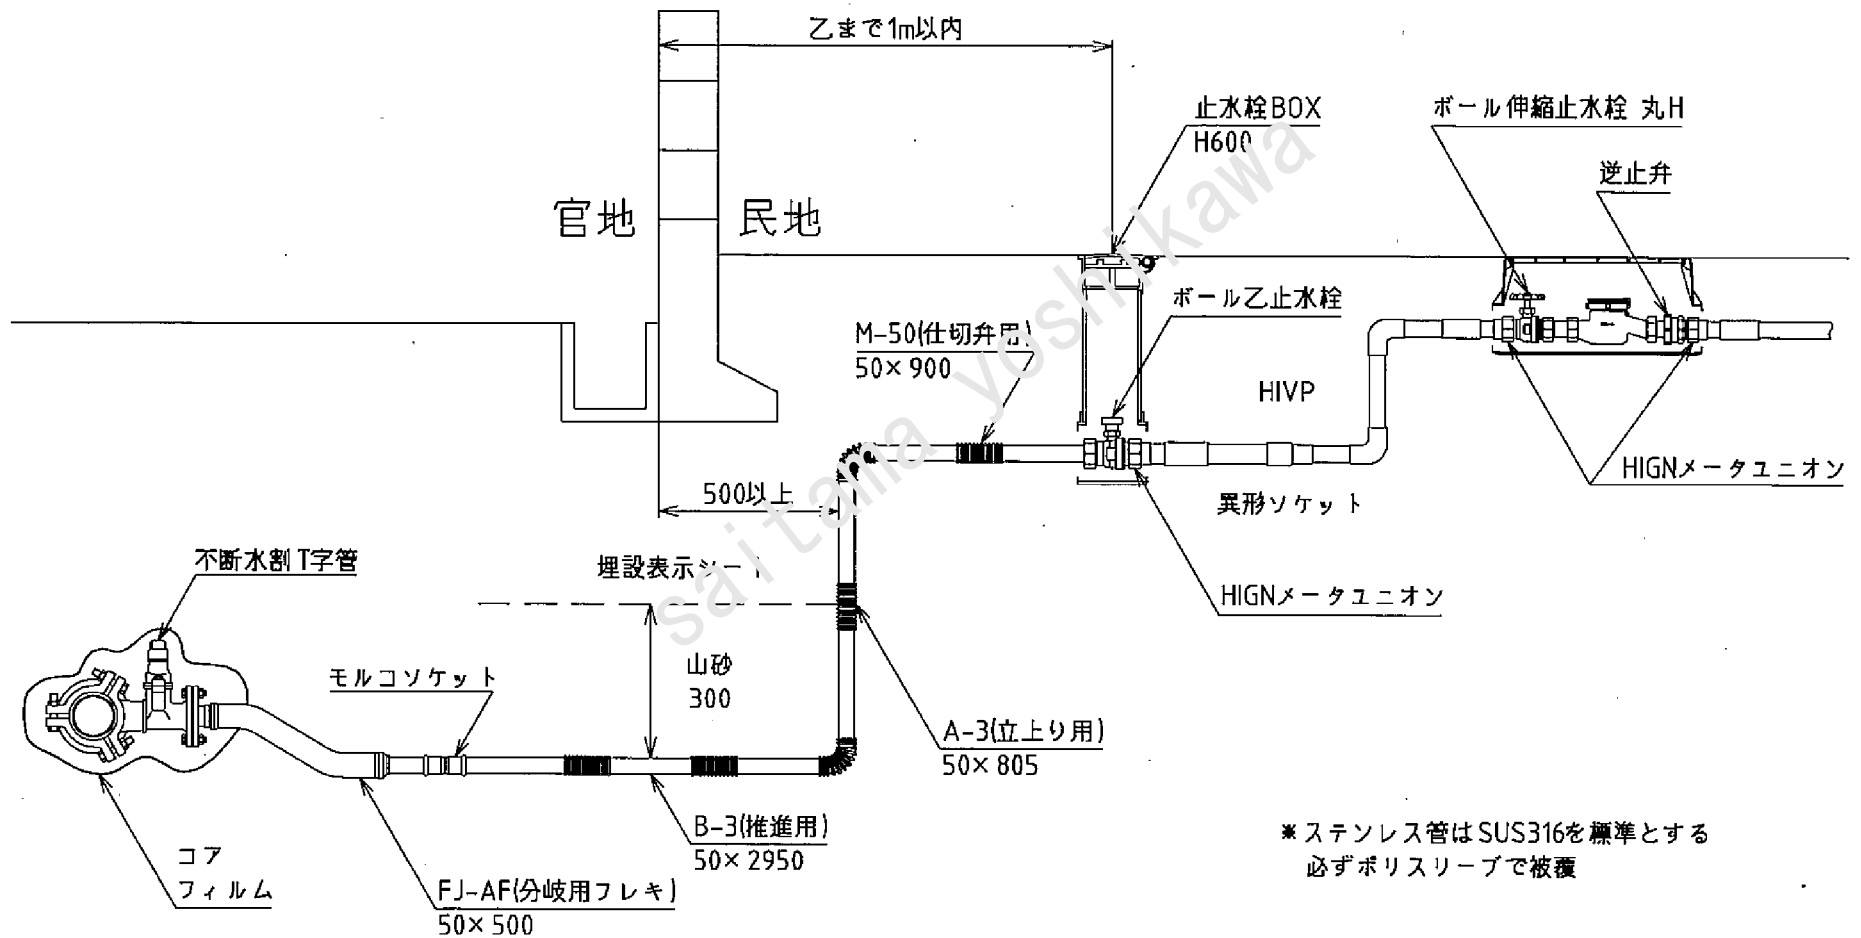 乙まで1m以内
止水栓BOX
H600
ボール伸縮止水栓 丸H
逆止弁
官地
民地
ボール乙止水栓
M-50(仕切弁用)
50×900
HIVP
HIGNメータユニオン
500以上
異形ソケット
不断水割T字管
埋設表示シート
HIGNメータユニオン
モルコソケット
山砂
300
A-3(立上り用)
50×805
B-3(推進用)
50×2950
コア
フィルム
FJ-AF(分岐用フレキ)
50×500
※ステンレス管はSUS316を標準とする
必ずポリスリーブで被覆
saitama yoshikawa